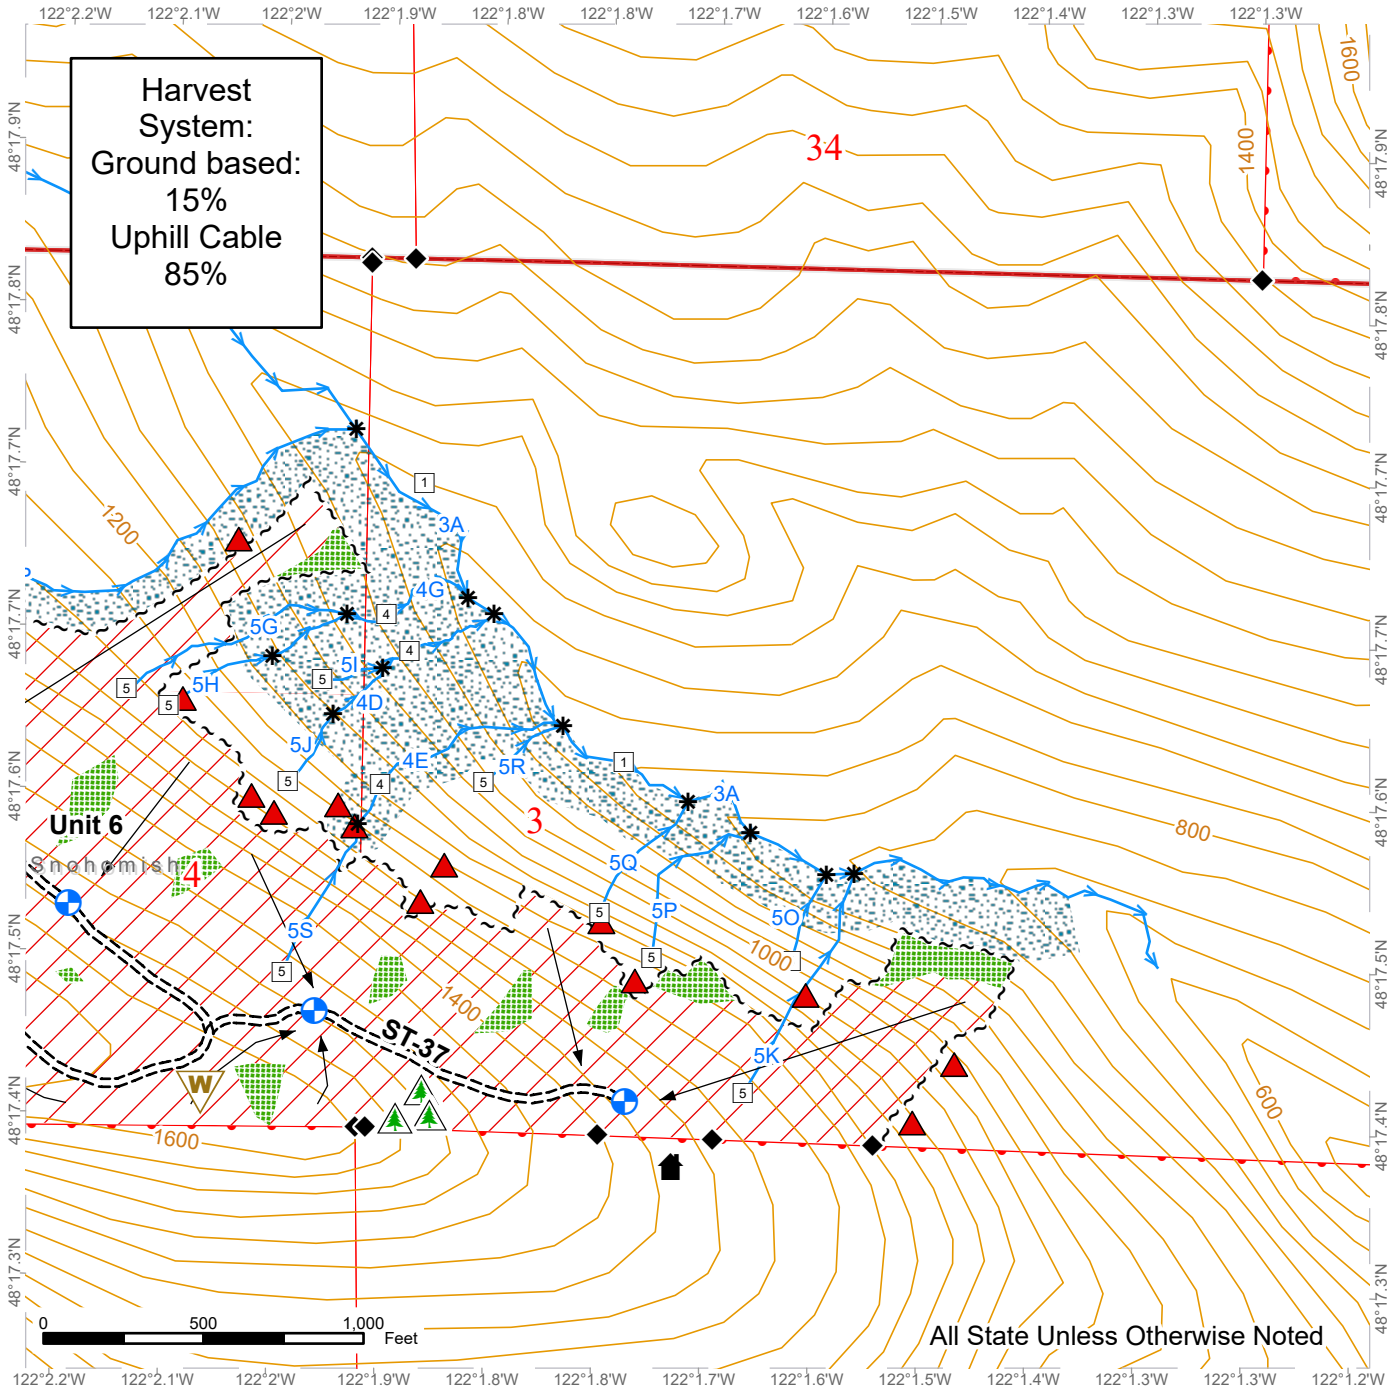 122°2.2'W 122°2'W 122°1.9'W 122°1.8'W 122°1.8'W 122°1.7'W 122°1.6'W 122°1.4'W 122°1.3'W 122°1.3'W
1600
Harvest
System:
Ground based:
15%
Uphill Cable
85%
34
1400
48°17.9'N 48°17.9'N
48°17.8'N 48°17.8'N
48°17.7'N 48°17.7'N
1
3A
1200
4G
4
5G
48°17.7'N 48°17.7'N
4
5I
5
5H
5
5
4D
5J
4E
5R
1
5
4
5
3A
48°17.6'N 48°17.6'N
3
800
Unit 6
Snohomish
4
5Q
5
5P
5O
5S
5
5
1000
48°17.5'N 48°17.5'N
1400
ST-37
5K
5
W
600
48°17.4'N 48°17.4'N
1600
48°17.3'N 48°17.3'N
0 500 1,000
Feet
All State Unless Otherwise Noted
122°2.2'W 122°2.1'W 122°2'W 122°1.9'W 122°1.8'W 122°1.8'W 122°1.7'W 122°1.6'W 122°1.5'W 122°1.4'W 122°1.3'W 122°1.2'W